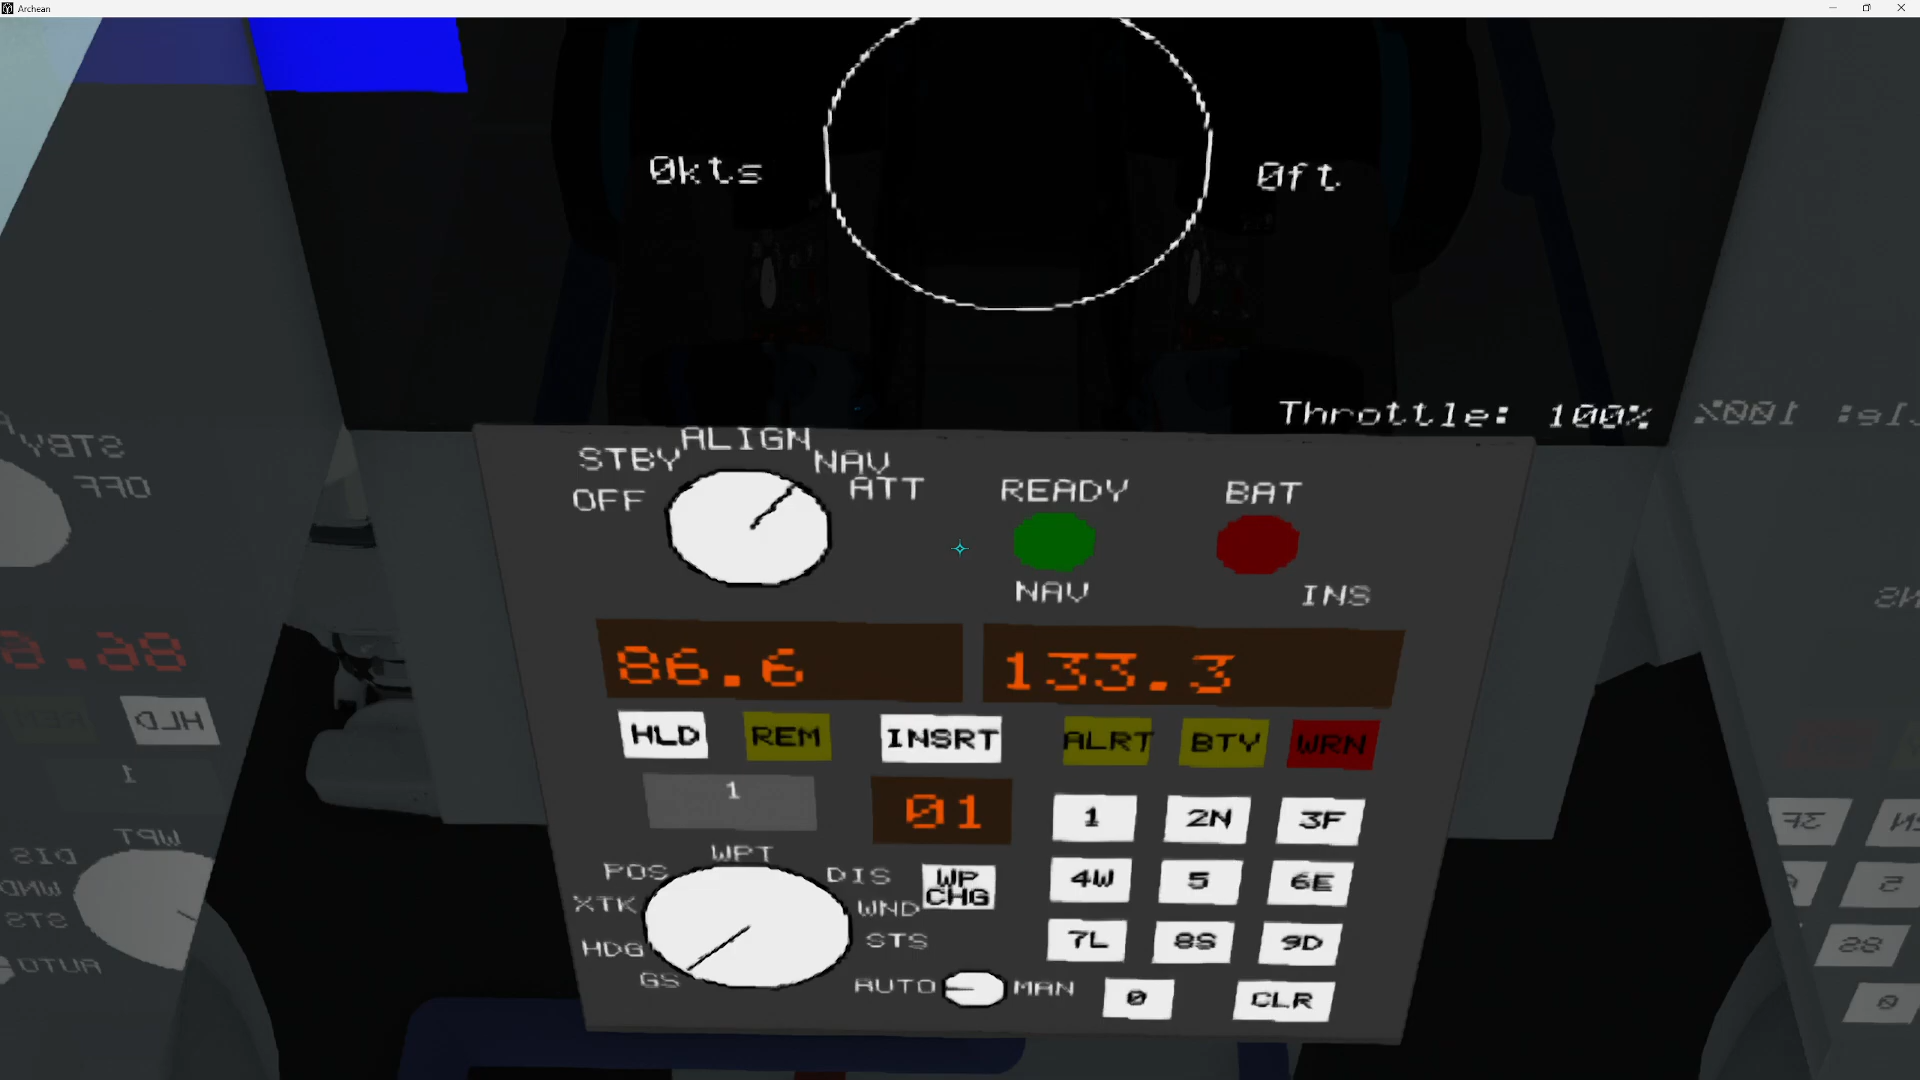 Archean
0kts
0ft
Throttle: 100%
STBY ALIGN NAV
OFF ATT
READY BAT
NAV INS
86.6 133.3
HLD REM INSRT ALRT BTY WRN
1 01
1 2N 3F
WPT
POS DIS WP CHG
4W 5 6E
XTK WND
HDG STS
7L 8S 9D
GS
AUTO MAN
0 CLR